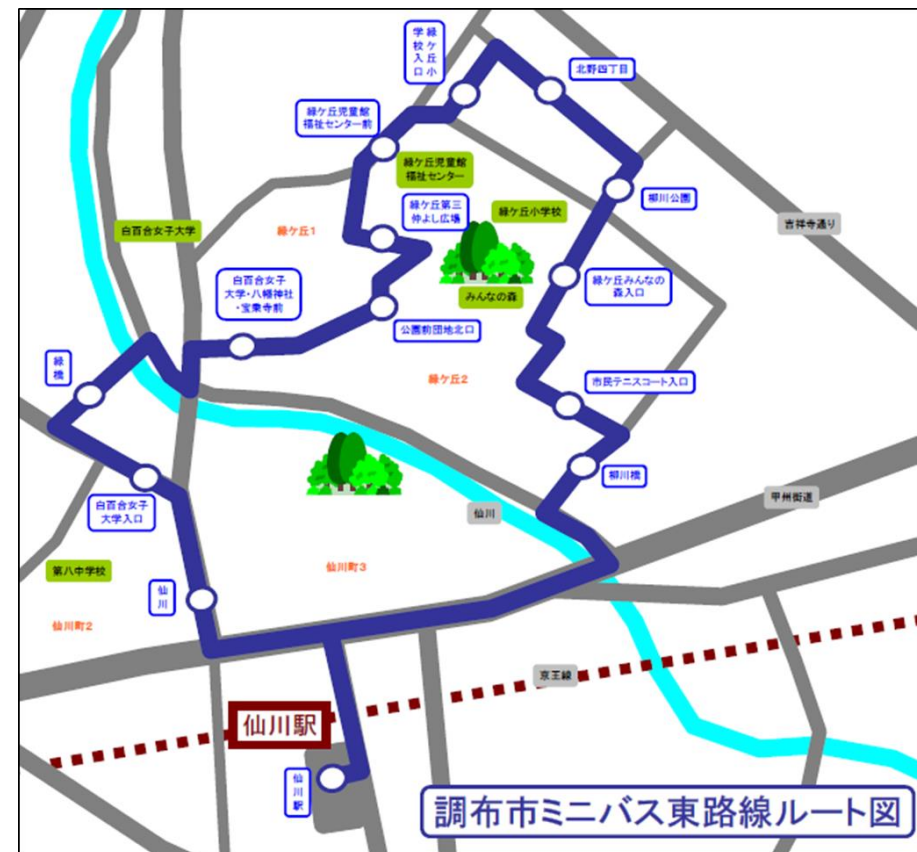 学校入口
緑ケ丘小
北野四丁目
緑ケ丘児童館
福祉センター前
緑ケ丘児童館
福祉センター
柳川公園
緑ケ丘第三
仲よし広場
緑ケ丘小学校
吉祥寺通り
白百合女子大学
緑ケ丘1
白百合女子
大学・八幡神社
・宝東寺前
緑ケ丘みんなの
森入口
みんなの森
公園前団地北口
緑橋
緑ケ丘2
市民テニスコート入口
柳川橋
白百合女子
大学入口
仙川
甲州街道
第八中学校
仙川町3
仙川
仙川町2
京王線
仙川駅
仙川駅
調布市ミニバス東路線ルート図